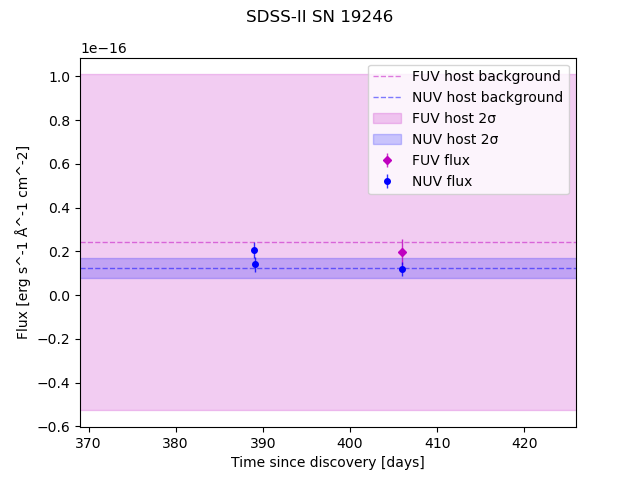 SDSS-II SN 19246
1e−16
FUV host background
NUV host background
FUV host 2σ
NUV host 2σ
FUV flux
NUV flux
1.0
0.8
0.6
0.4
0.2
0.0
−0.2
−0.4
−0.6
Flux [erg s^-1 Å^-1 cm^-2]
370 380 390 400 410 420
Time since discovery [days]